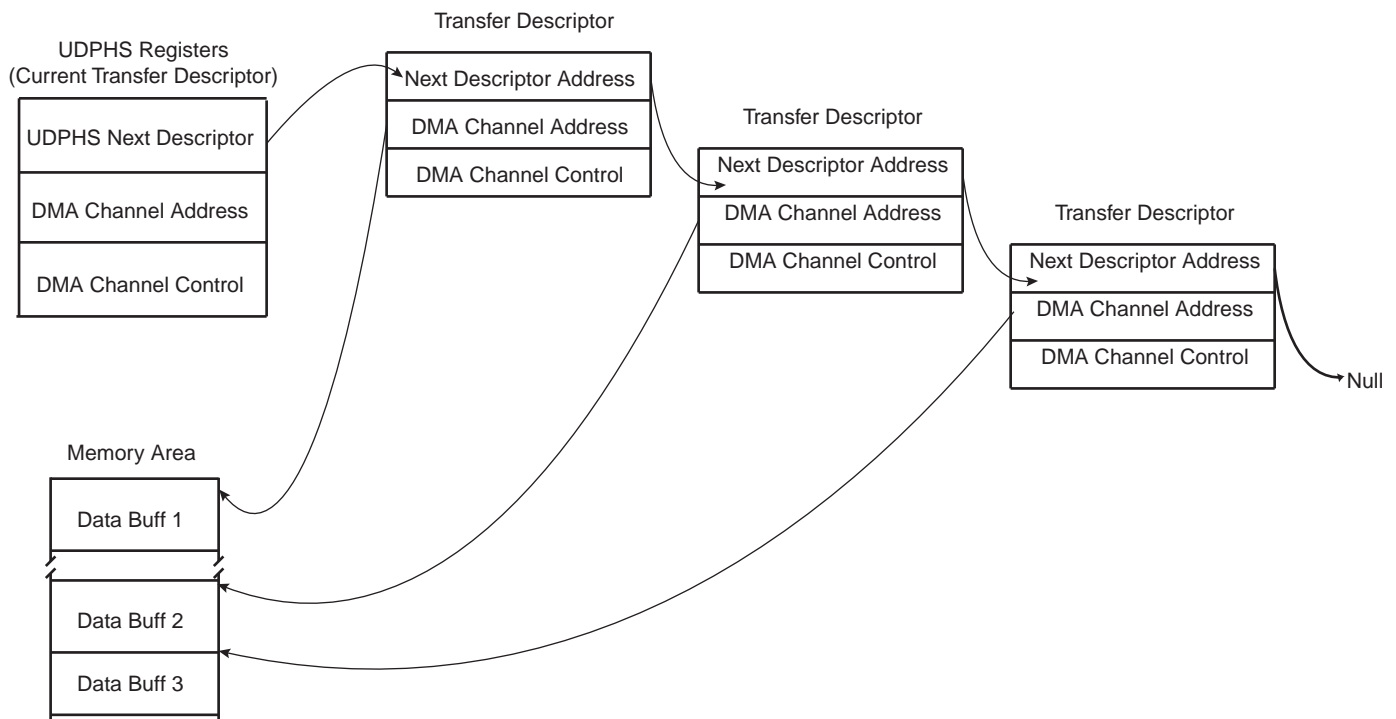 Transfer Descriptor
UDPHS Registers
(Current Transfer Descriptor)
UDPHS Next Descriptor
DMA Channel Address
DMA Channel Control
Next Descriptor Address
DMA Channel Address
DMA Channel Control
Transfer Descriptor
Next Descriptor Address
DMA Channel Address
DMA Channel Control
Transfer Descriptor
Next Descriptor Address
DMA Channel Address
DMA Channel Control
Null
Memory Area
Data Buff 1
Data Buff 2
Data Buff 3